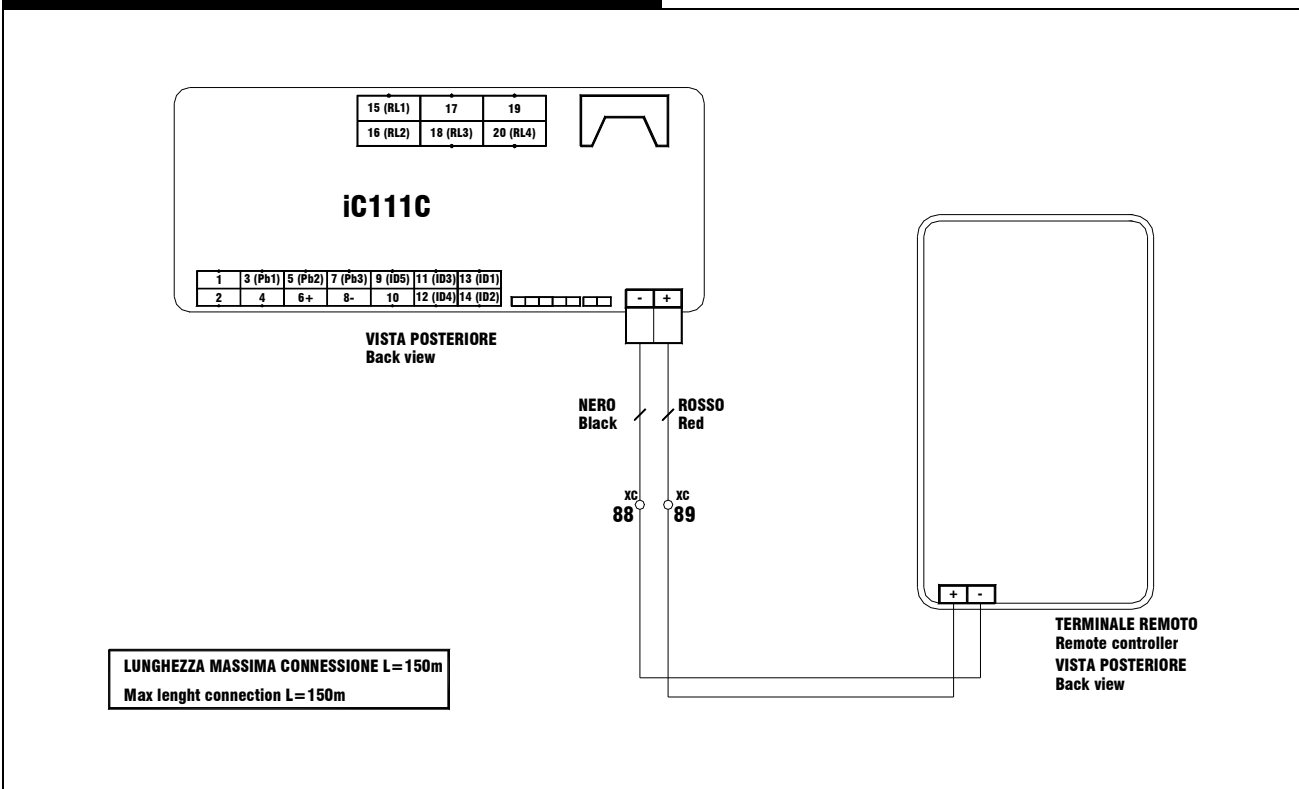 15 (RL1) 17 19
16 (RL2) 18 (RL3) 20 (RL4)
iC111C
1 3 (Pb1) 5 (Pb2) 7 (Pb3) 9 (ID5) 11 (ID3) 13 (ID1)
2 4 6+ 8- 10 12 (ID4) 14 (ID2)
- +
VISTA POSTERIORE
Back view
NERO
Black
ROSSO
Red
XC
88
XC
89
+ -
TERMINALE REMOTO
Remote controller
VISTA POSTERIORE
Back view
LUNGHEZZA MASSIMA CONNESSIONE L=150m
Max lenght connection L=150m